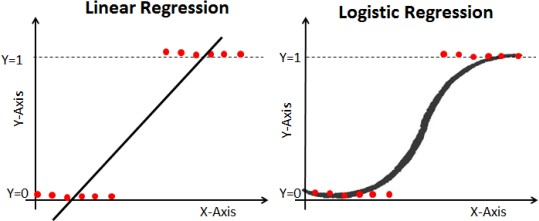 Linear Regression
Y=1
Y-Axis
Y=0
X-Axis
Logistic Regression
Y=1
Y-Axis
Y=0
X-Axis